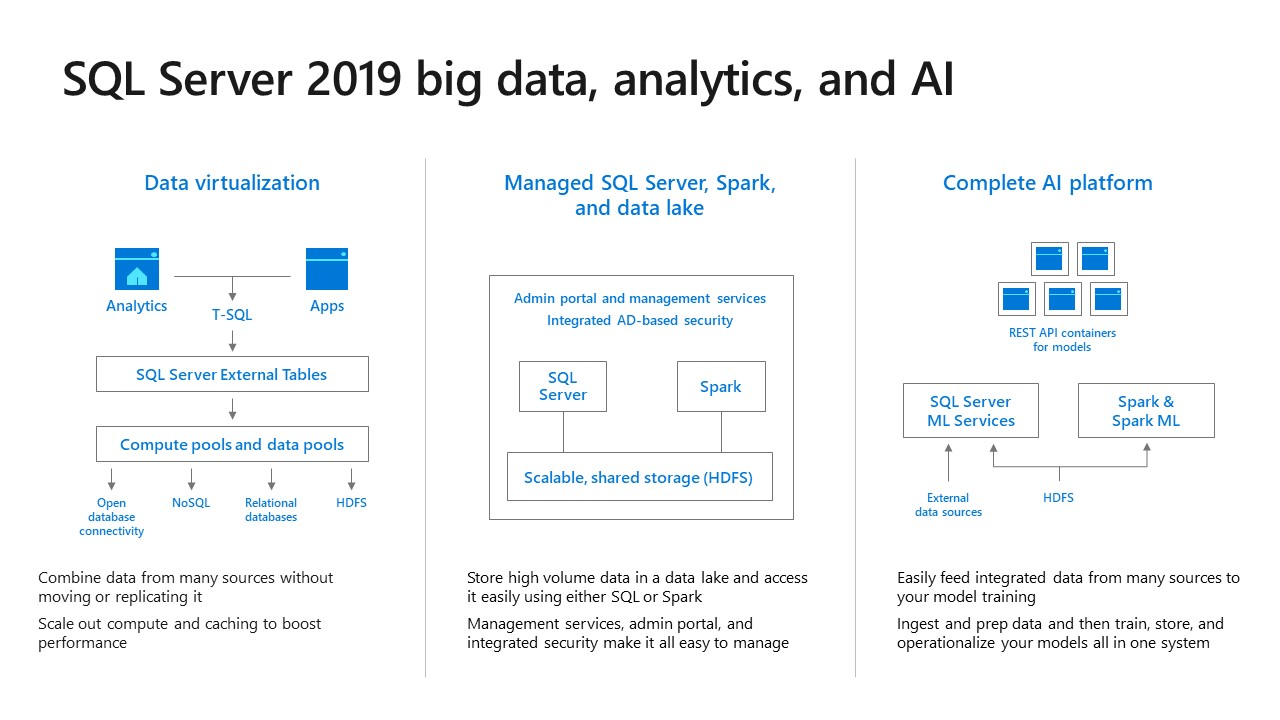 SQL Server 2019 big data, analytics, and AI
Data virtualization
Analytics
Apps
T-SQL
SQL Server External Tables
Compute pools and data pools
Open
database
connectivity
NoSQL
Relational
databases
HDFS
Combine data from many sources without
moving or replicating it
Scale out compute and caching to boost
performance
Managed SQL Server, Spark,
and data lake
Admin portal and management services
Integrated AD-based security
SQL
Server
Spark
Scalable, shared storage (HDFS)
Store high volume data in a data lake and access
it easily using either SQL or Spark
Management services, admin portal, and
integrated security make it all easy to manage
Complete AI platform
REST API containers
for models
SQL Server
ML Services
Spark &
Spark ML
External
data sources
HDFS
Easily feed integrated data from many sources to
your model training
Ingest and prep data and then train, store, and
operationalize your models all in one system